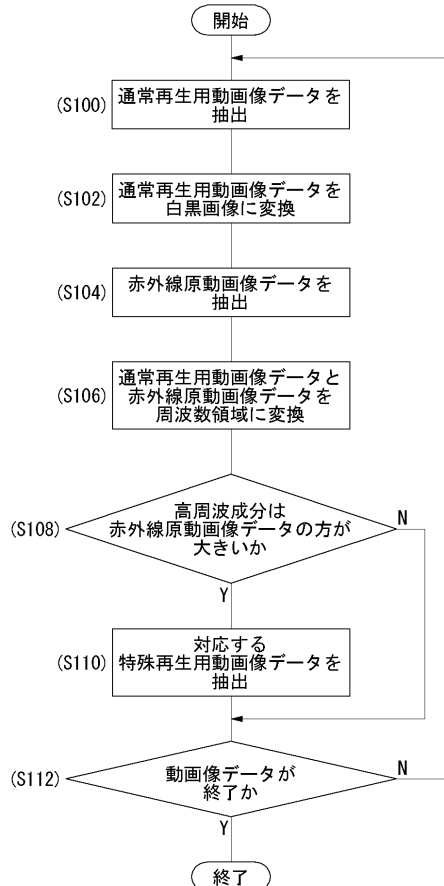 開始
(S100)
通常再生用動画像データを
抽出
(S102)
通常再生用動画像データを
白黒画像に変換
(S104)
赤外線原動画像データを
抽出
(S106)
通常再生用動画像データと
赤外線原動画像データを
周波数領域に変換
(S108)
高周波成分は
赤外線原動画像データの方が
大きいか
N
Y
(S110)
対応する
特殊再生用動画像データを
抽出
(S112)
動画像データが
終了か
N
Y
終了